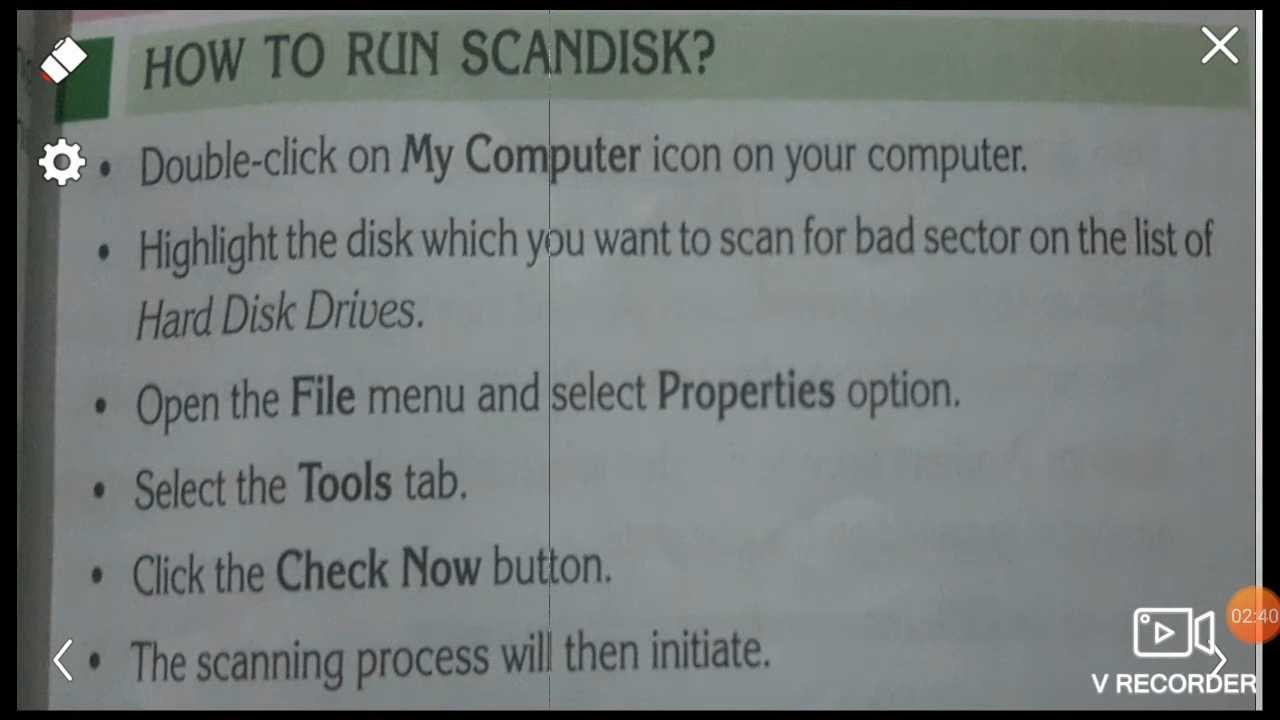 HOW TO RUN SCANDISK?
• Double-click on My Computer icon on your computer.
• Highlight the disk which you want to scan for bad sector on the list of
Hard Disk Drives.
• Open the File menu and select Properties option.
• Select the Tools tab.
• Click the Check Now button.
• The scanning process will then initiate.
02:40
V RECORDER